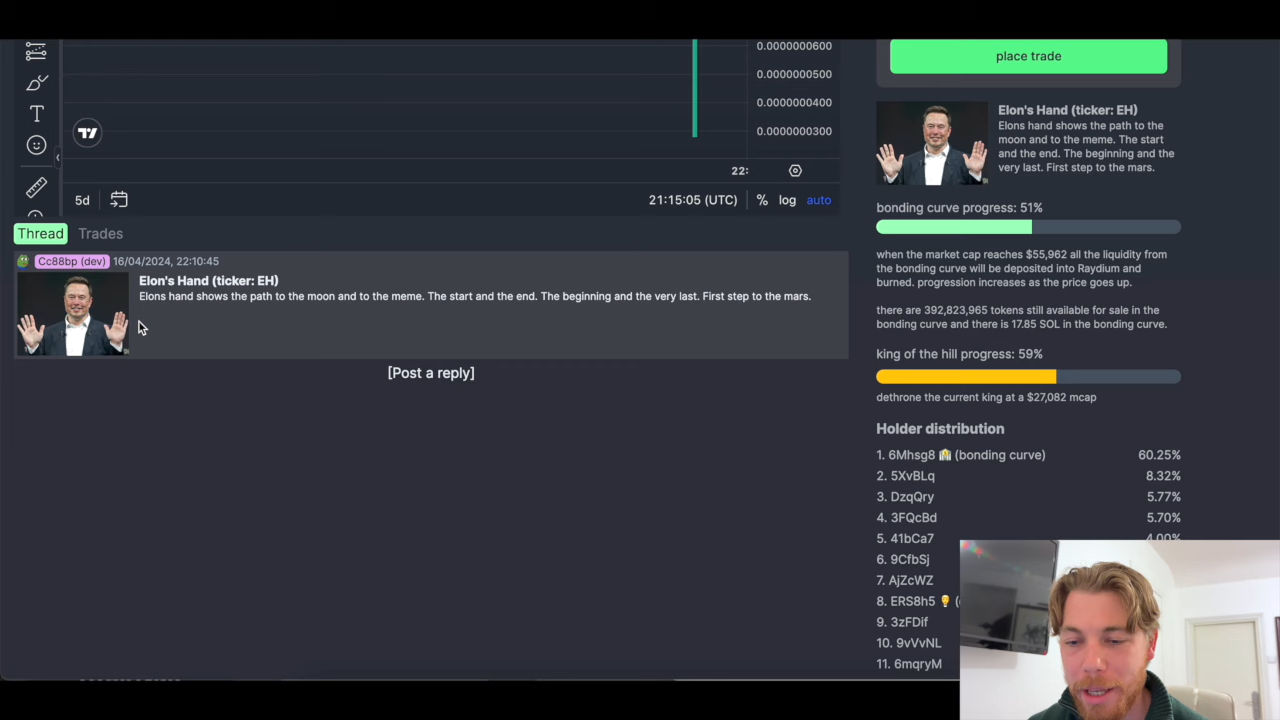 0.0000000600
0.0000000500
0.0000000400
0.0000000300
22:
5d
21:15:05 (UTC)
%
log
auto
Thread
Trades
Cc88bp (dev) 16/04/2024, 22:10:45
Elon's Hand (ticker: EH)
Elons hand shows the path to the moon and to the meme. The start and the end. The beginning and the very last. First step to the mars.
[Post a reply]
place trade
Elon's Hand (ticker: EH)
Elons hand shows the path to the
moon and to the meme. The start
and the end. The beginning and the
very last. First step to the mars.
bonding curve progress: 51%
when the market cap reaches $55,962 all the liquidity from
the bonding curve will be deposited into Raydium and
burned. progression increases as the price goes up.
there are 392,823,965 tokens still available for sale in the
bonding curve and there is 17.85 SOL in the bonding curve.
king of the hill progress: 59%
dethrone the current king at a $27,082 mcap
Holder distribution
1. 6Mhsg8 🏦 (bonding curve) 60.25%
2. 5XvBLq 8.32%
3. DzqQry 5.77%
4. 3FQcBd 5.70%
5. 41bCa7 4.00%
6. 9CfbSj
7. AjZcWZ
8. ERS8h5
9. 3zFDif
10. 9vVvNL
11. 6mqryM